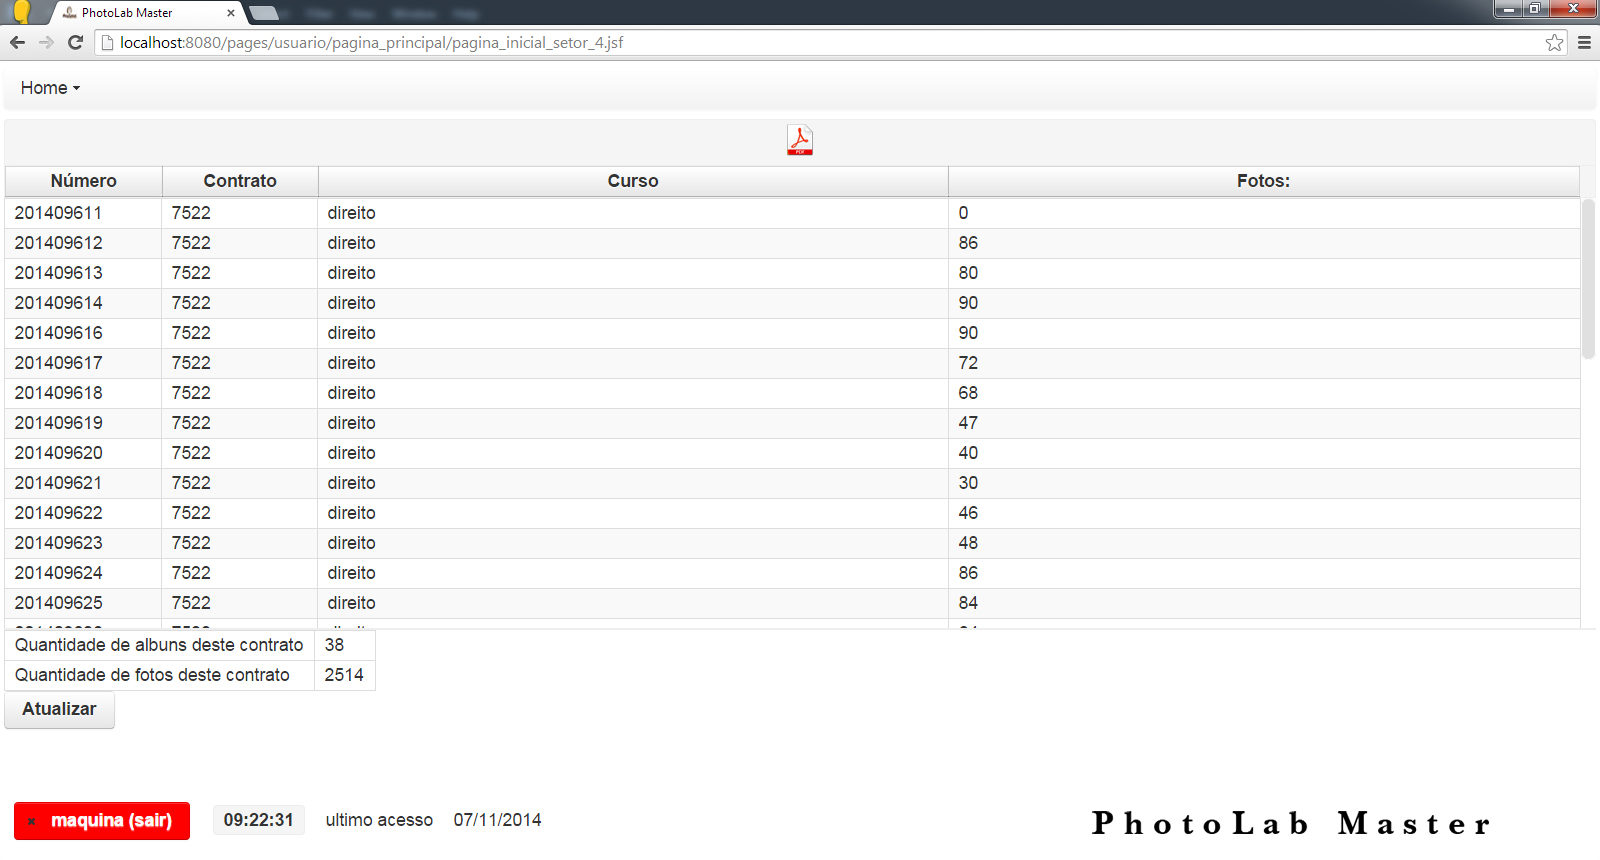 PhotoLab Master
localhost:8080/pages/usuario/pagina_principal/pagina_inicial_setor_4.jsf
Home
PDF
Número Contrato Curso Fotos:
201409611 7522 direito 0
201409612 7522 direito 86
201409613 7522 direito 80
201409614 7522 direito 90
201409616 7522 direito 90
201409617 7522 direito 72
201409618 7522 direito 68
201409619 7522 direito 47
201409620 7522 direito 40
201409621 7522 direito 30
201409622 7522 direito 46
201409623 7522 direito 48
201409624 7522 direito 86
201409625 7522 direito 84
Quantidade de albuns deste contrato 38
Quantidade de fotos deste contrato 2514
Atualizar
maquina (sair) 09:22:31 ultimo acesso 07/11/2014
PhotoLab Master